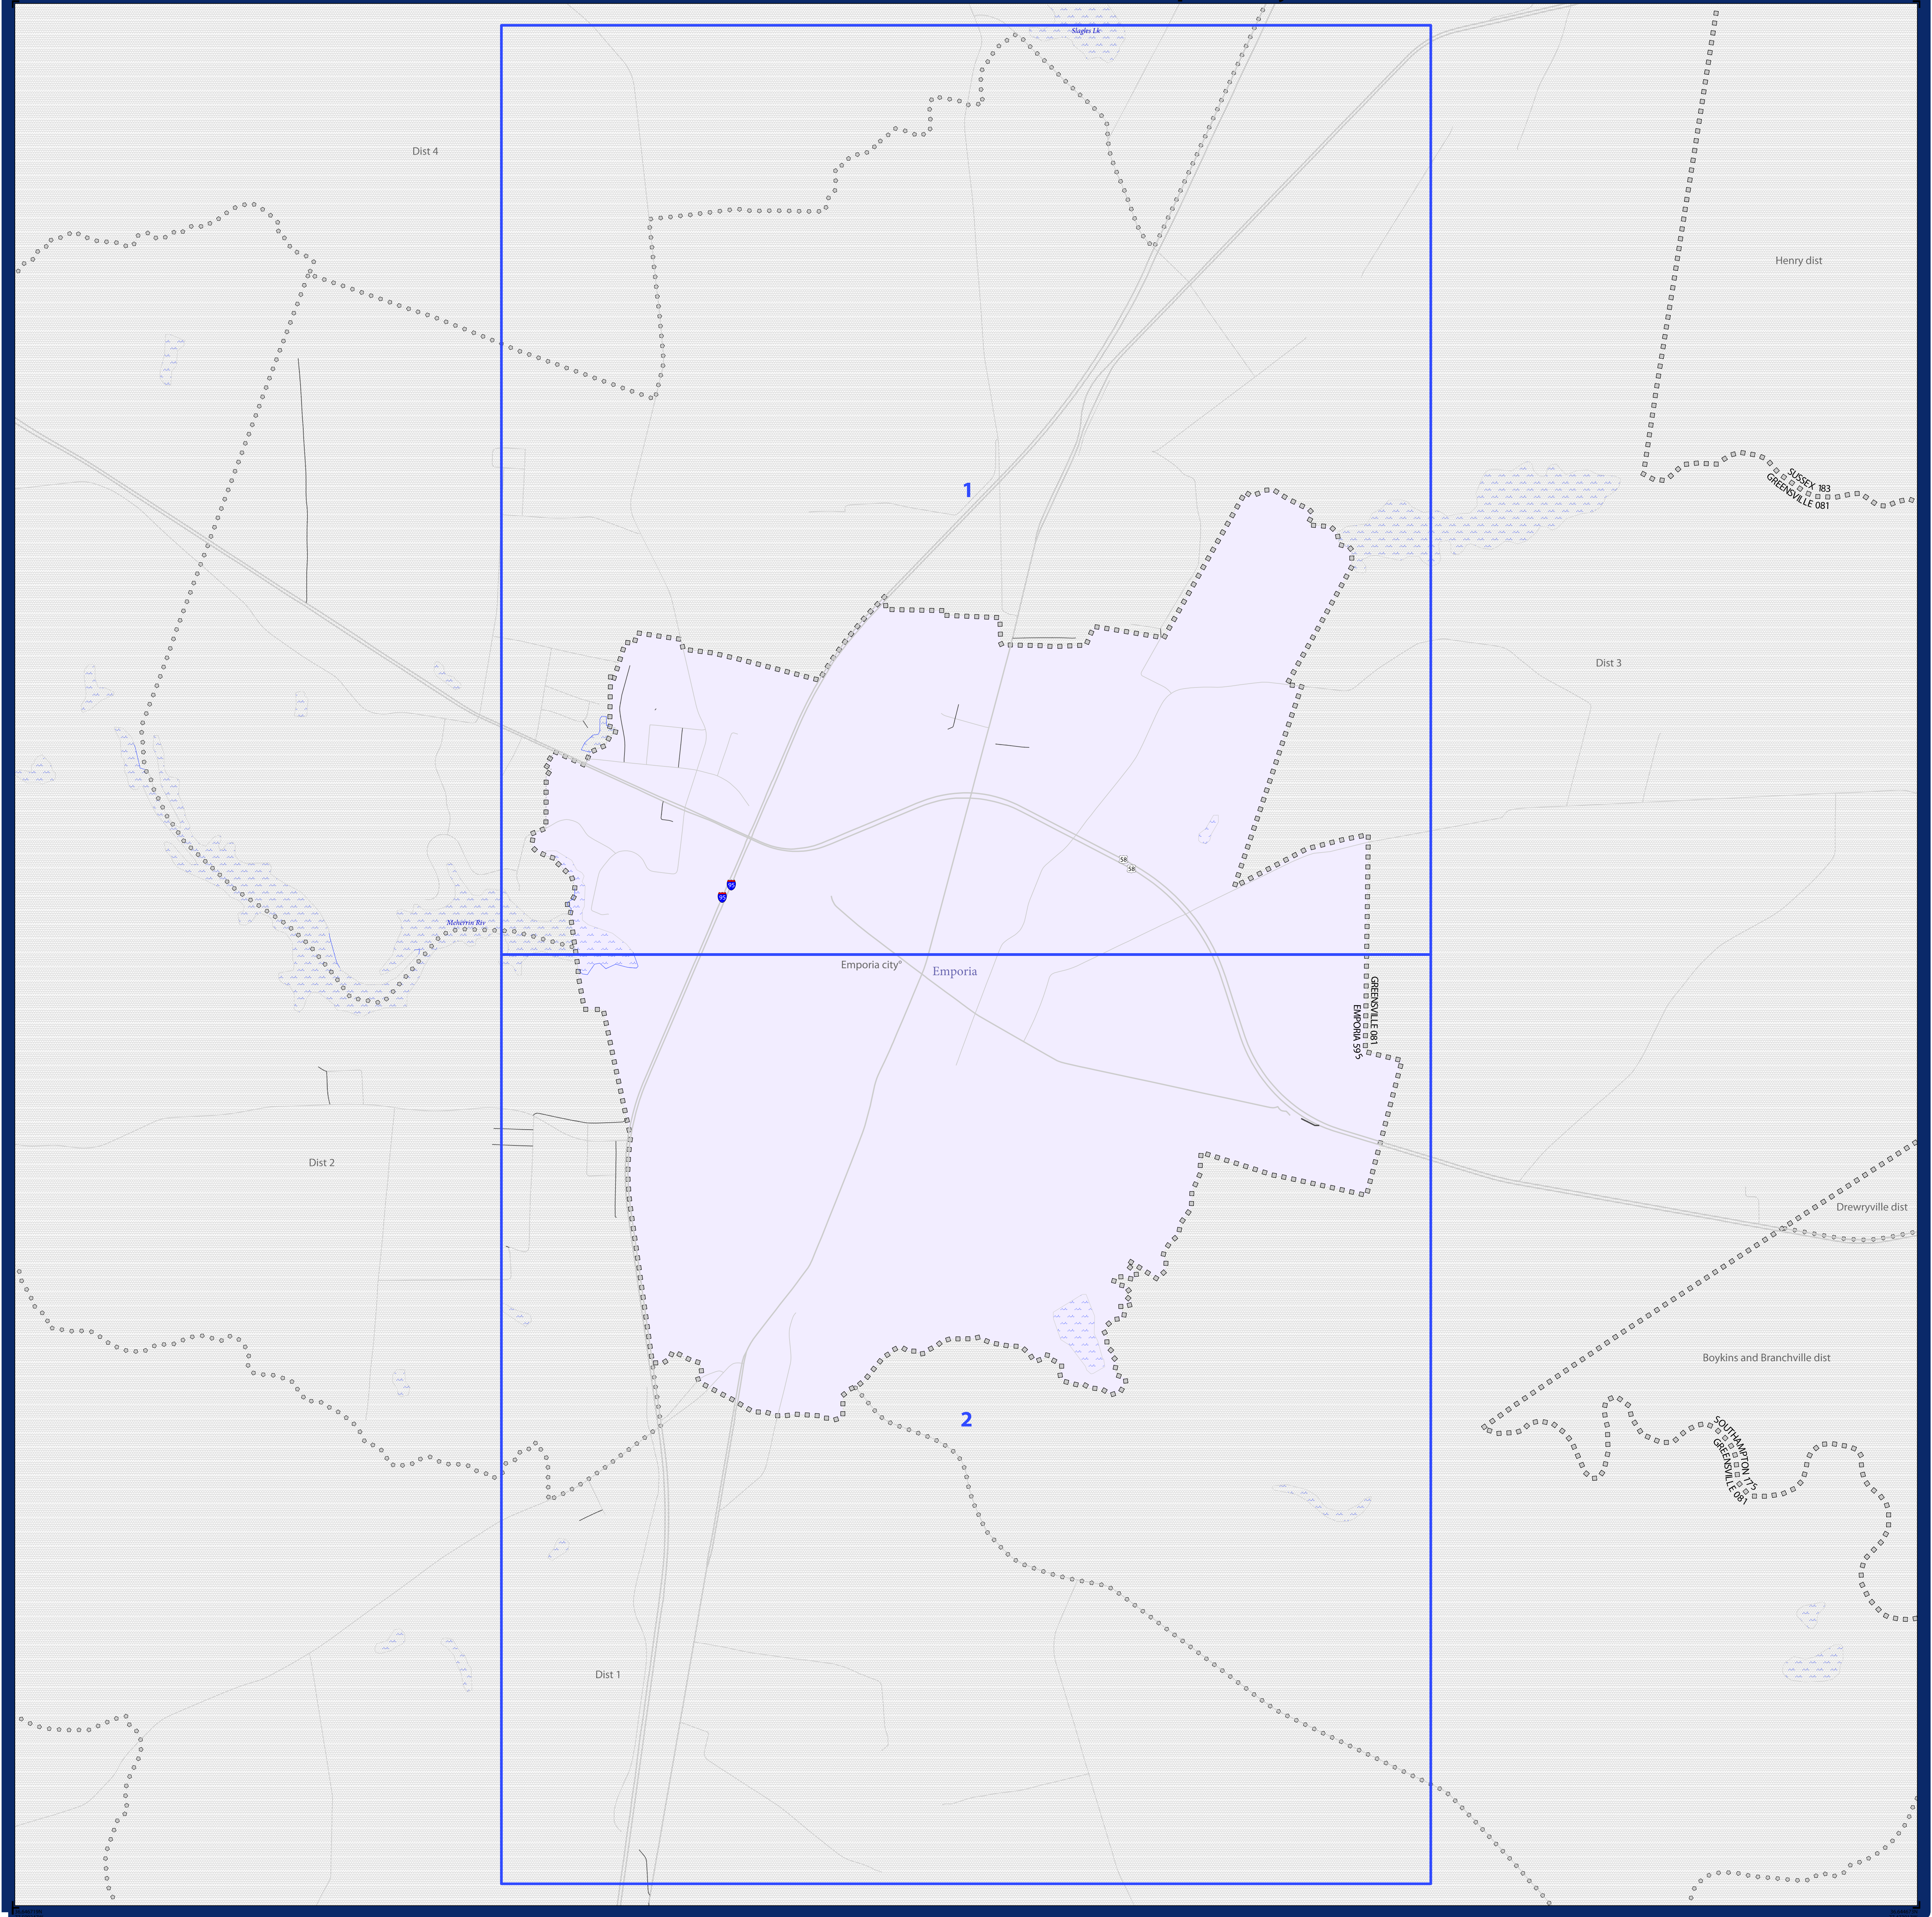 Slagles Lk
Dist 4
Henry dist
SUSSEX 183
GREENSVILLE 081
1
Dist 3
58
58
95
95
Meherrin Riv
Emporia city*
Emporia
GREENSVILLE 081
EMPORIA 595
Dist 2
Drewryville dist
Boykins and Branchville dist
2
SOUTHAMPTON 175
GREENSVILLE 081
Dist 1